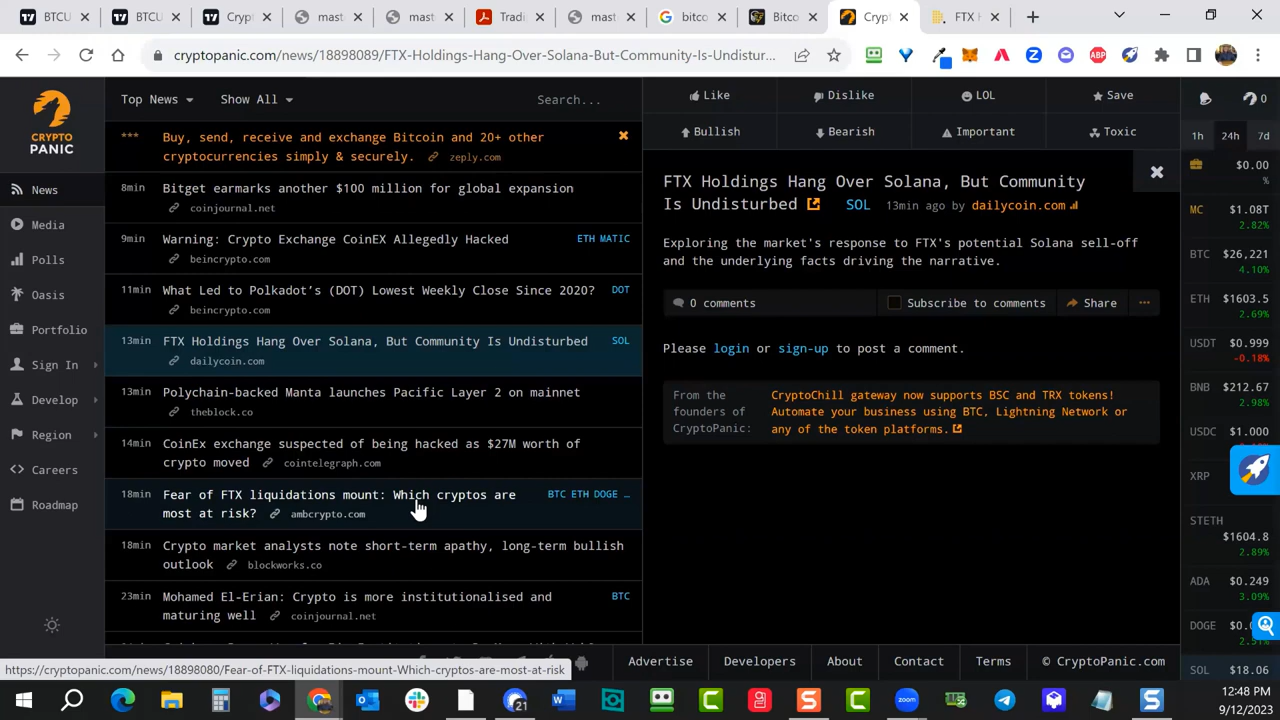 BTCU
BTCU
Crypt
mast
mast
Tradi
mast
bitco
Bitco
Crypt
FTX H
cryptopanic.com/news/18898089/FTX-Holdings-Hang-Over-Solana-But-Community-Is-Undistur...
CRYPTO
PANIC
News
Media
Polls
Oasis
Portfolio
Sign In
Develop
Region
Careers
Roadmap
Top News
Show All
Search...
*** Buy, send, receive and exchange Bitcoin and 20+ other
cryptocurrencies simply & securely. zeply.com
8min Bitget earmarks another $100 million for global expansion
coinjournal.net
9min Warning: Crypto Exchange CoinEX Allegedly Hacked ETH MATIC
beincrypto.com
11min What Led to Polkadot's (DOT) Lowest Weekly Close Since 2020? DOT
beincrypto.com
13min FTX Holdings Hang Over Solana, But Community Is Undisturbed SOL
dailycoin.com
13min Polychain-backed Manta launches Pacific Layer 2 on mainnet
theblock.co
14min CoinEx exchange suspected of being hacked as $27M worth of
crypto moved cointelegraph.com
18min Fear of FTX liquidations mount: Which cryptos are BTC ETH DOGE …
most at risk? ambcrypto.com
18min Crypto market analysts note short-term apathy, long-term bullish
outlook blockworks.co
23min Mohamed El-Erian: Crypto is more institutionalised and BTC
maturing well coinjournal.net
https://cryptopanic.com/news/18898080/Fear-of-FTX-liquidations-mount-Which-cryptos-are-most-at-risk
Like
Dislike
LOL
Save
Bullish
Bearish
Important
Toxic
FTX Holdings Hang Over Solana, But Community
Is Undisturbed SOL 13min ago by dailycoin.com
Exploring the market's response to FTX's potential Solana sell-off
and the underlying facts driving the narrative.
0 comments
Subscribe to comments
Share
Please login or sign-up to post a comment.
From the
founders of
CryptoPanic:
CryptoChill gateway now supports BSC and TRX tokens!
Automate your business using BTC, Lightning Network or
any of the token platforms.
Advertise
Developers
About
Contact
Terms
© CryptoPanic.com
0
1h 24h 7d
$0.00
%
MC $1.08T
2.82%
BTC $26,221
4.10%
ETH $1603.5
2.69%
USDT $0.999
-0.18%
BNB $212.67
2.98%
USDC $1.000
XRP
STETH
$1604.8
2.89%
ADA $0.249
3.09%
DOGE
SOL $18.06
21
12:48 PM
9/12/2023